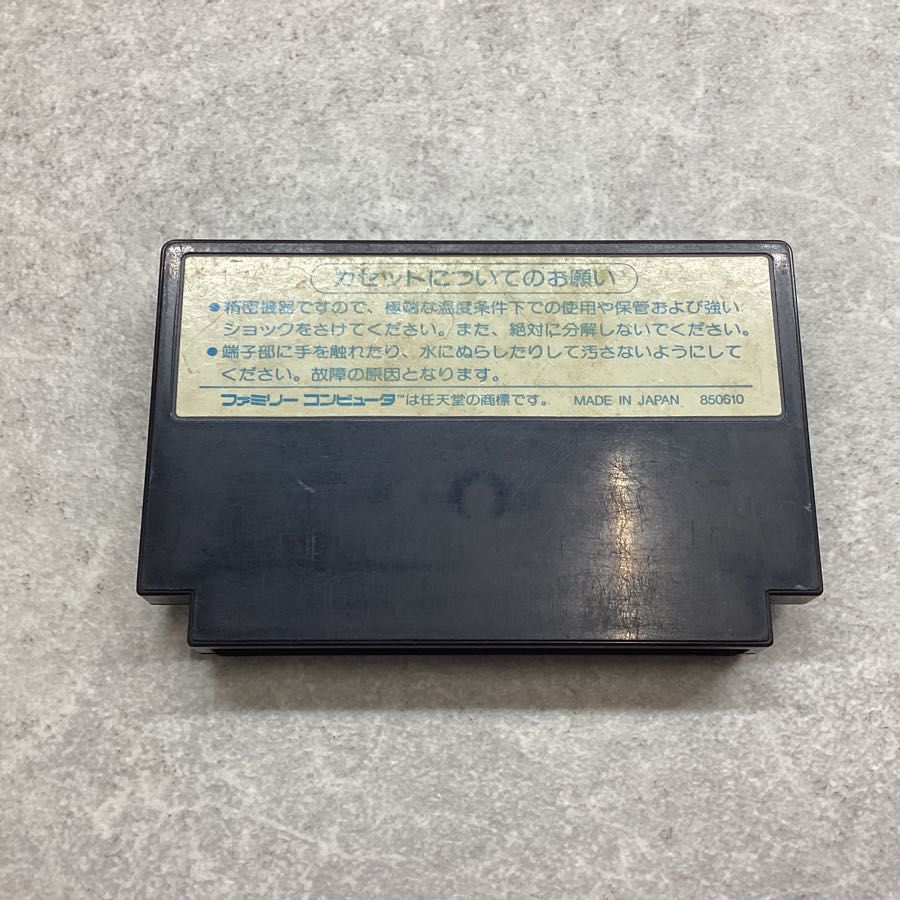 カセットについてのお願い
●精密機器ですので、極端な温度条件下での使用や保管および強い
ショックをさけてください。また、絶対に分解しないでください。
●端子部に手を触れたり、水にぬらしたりして汚さないようにして
ください。故障の原因となります。
ファミリー コンピュータ™は任天堂の商標です。 MADE IN JAPAN 850610